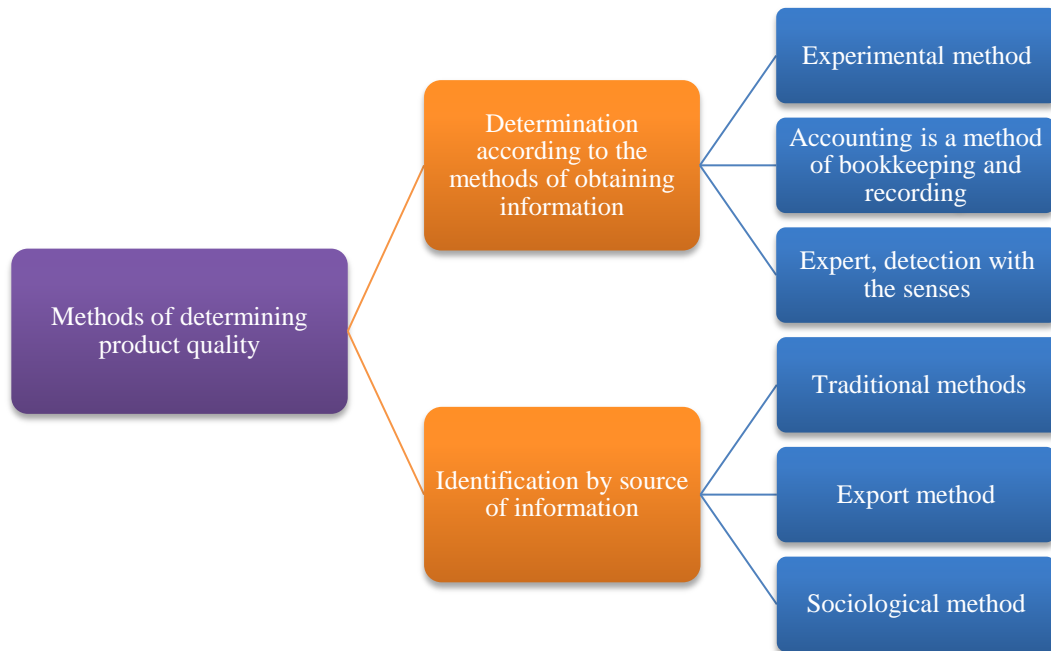 Methods of determining
product quality
Determination
according to the
methods of obtaining
information
Experimental method
Accounting is a method
of bookkeeping and
recording
Expert, detection with
the senses
Identification by source
of information
Traditional methods
Export method
Sociological method